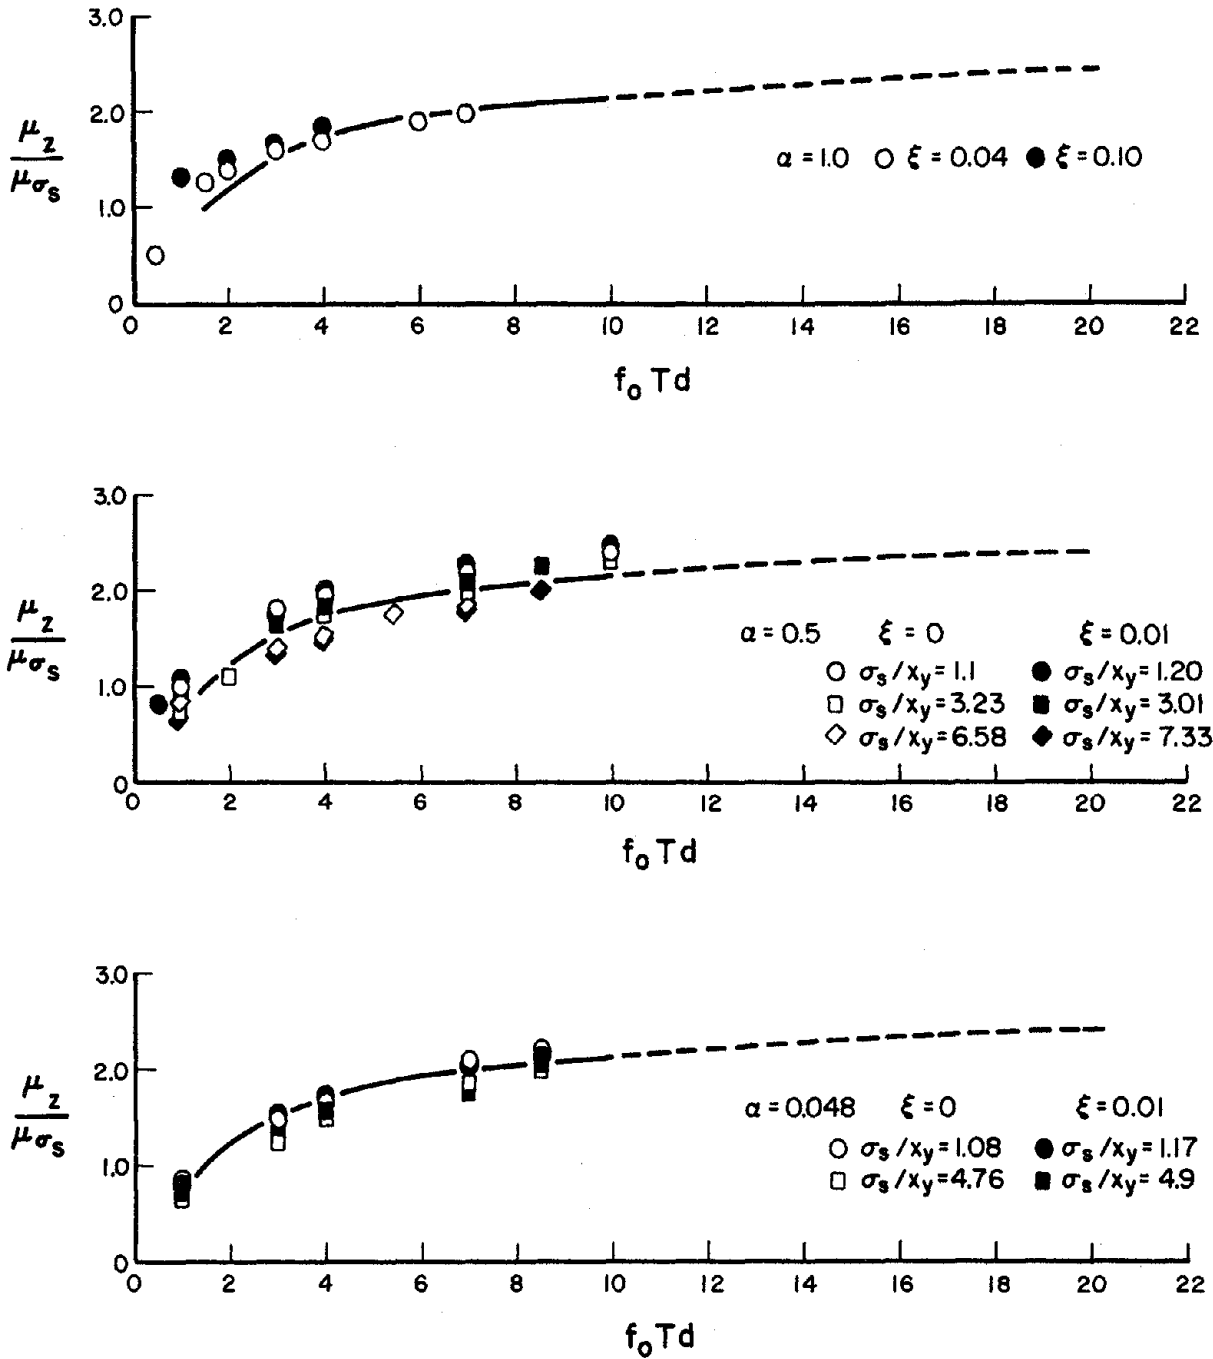 3.0
2.0
1.0
0
μz/μσs
α = 1.0 ○ ξ = 0.04 ● ξ = 0.10
0 2 4 6 8 10 12 14 16 18 20 22
fo Td
3.0
2.0
1.0
0
μz/μσs
α = 0.5 ξ = 0 ξ = 0.01
○ σs/xy = 1.1 ● σs/xy = 1.20
□ σs/xy = 3.23 ■ σs/xy = 3.01
◇ σs/xy = 6.58 ◆ σs/xy = 7.33
0 2 4 6 8 10 12 14 16 18 20 22
fo Td
3.0
2.0
1.0
0
μz/μσs
α = 0.048 ξ = 0 ξ = 0.01
○ σs/xy = 1.08 ● σs/xy = 1.17
□ σs/xy = 4.76 ■ σs/xy = 4.9
0 2 4 6 8 10 12 14 16 18 20 22
fo Td